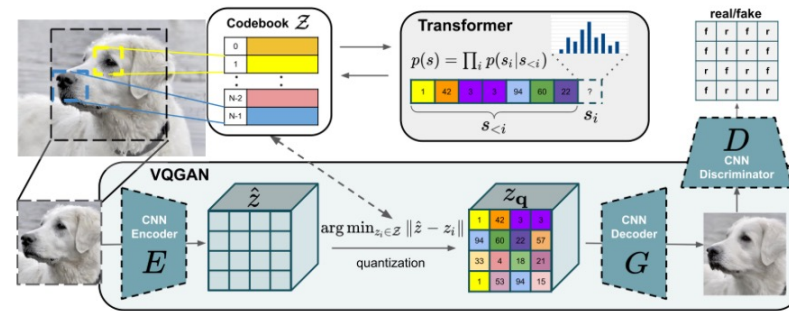 Codebook 𝒵
0
1
N-2
N-1
Transformer
p(s) = ∏ᵢ p(sᵢ|s<ᵢ)
1 42 3 3 94 60 22 ?
s<ᵢ
sᵢ
real/fake
f r f r
r r f f
r f r f
f f r r
D
CNN
Discriminator
VQGAN
CNN
Encoder
E
ẑ
arg min_{zᵢ∈𝒵} ‖ẑ − zᵢ‖
quantization
z_q
1 42 3 3
94 60 22 57
33 4 18 21
1 53 94 15
CNN
Decoder
G